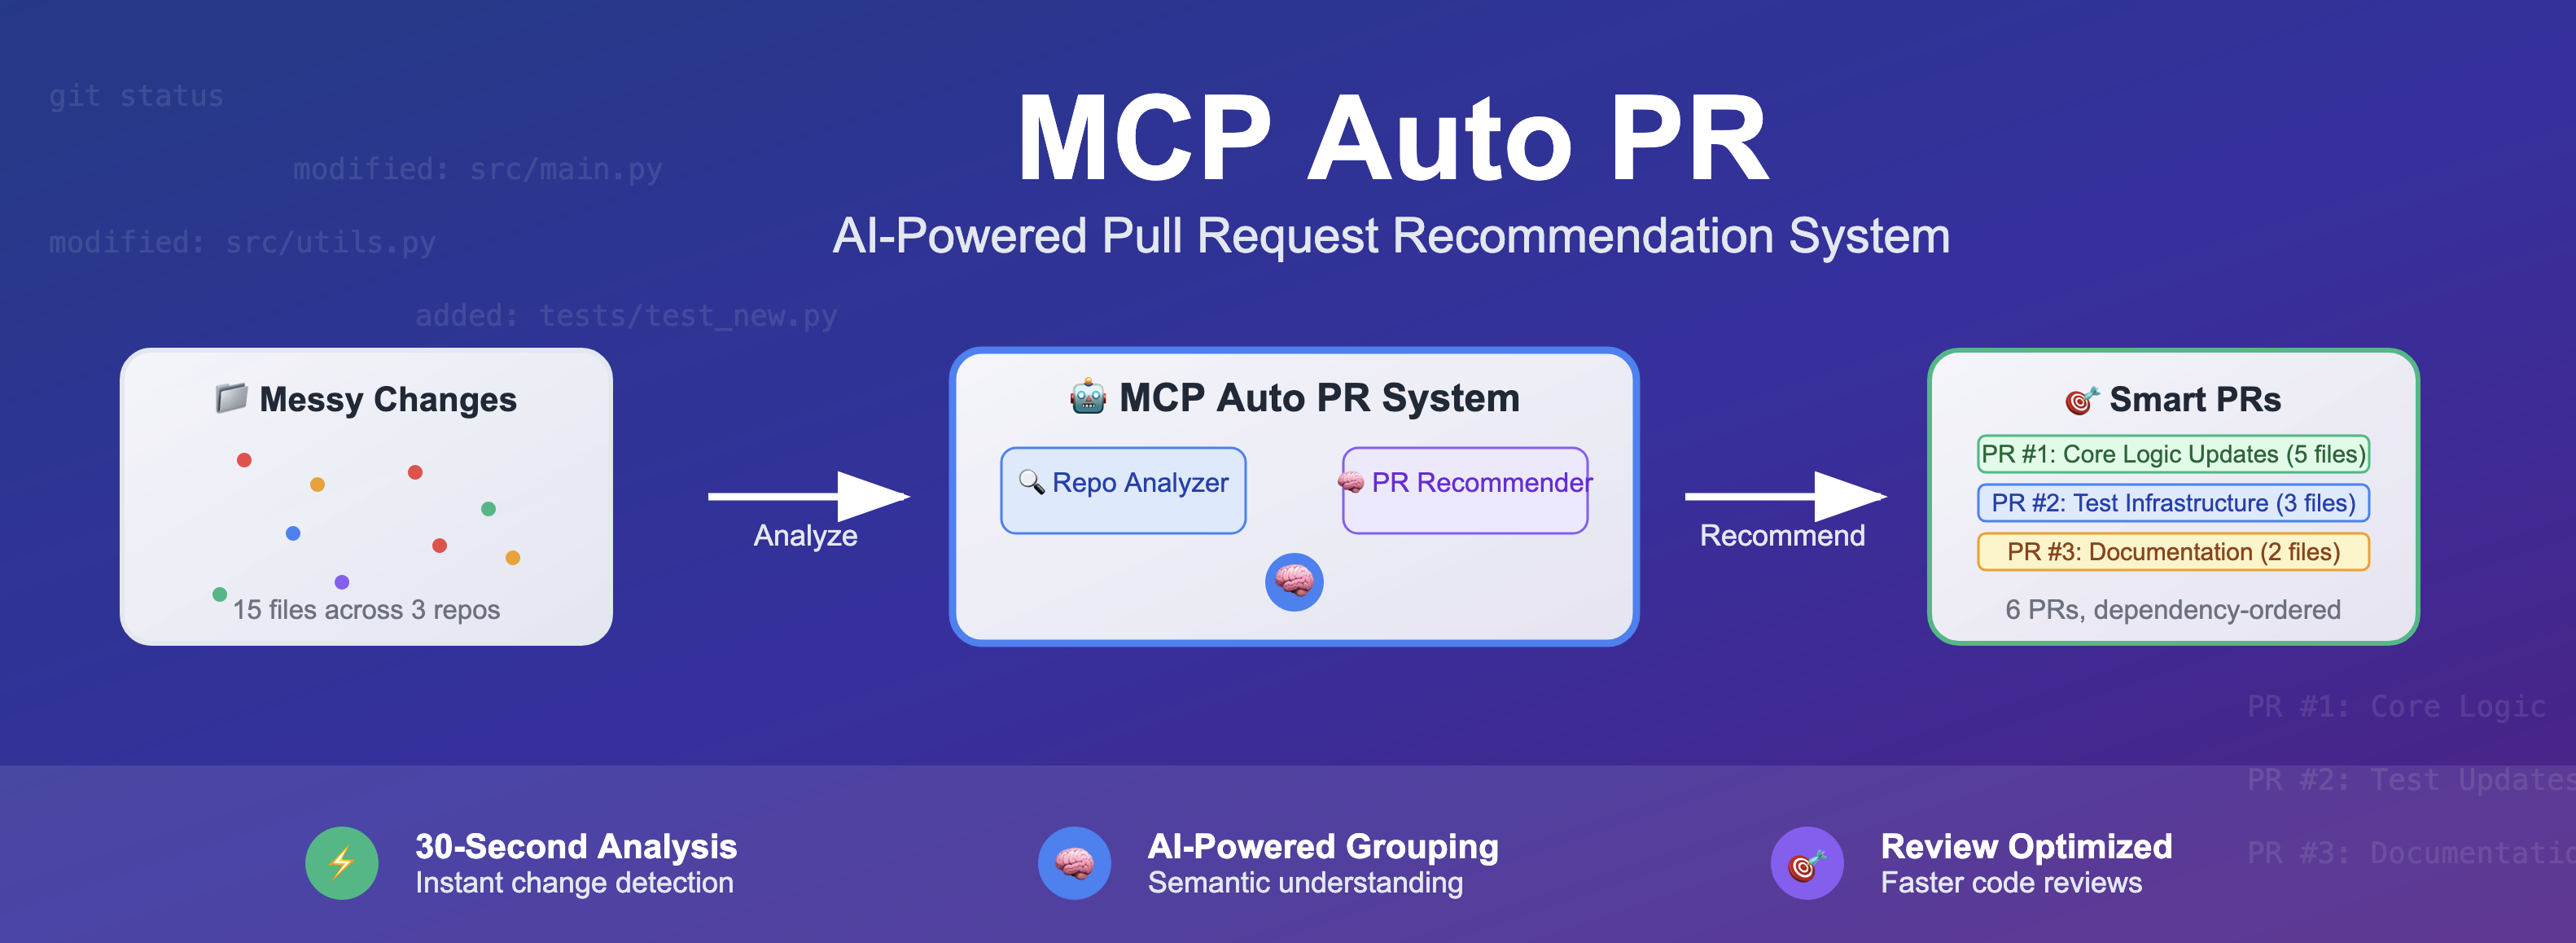 git status
modified: src/main.py
modified: src/utils.py
added: tests/test_new.py
MCP Auto PR
AI-Powered Pull Request Recommendation System
📁 Messy Changes
15 files across 3 repos
Analyze
🤖 MCP Auto PR System
🔍 Repo Analyzer
🧠 PR Recommender
🧠
Recommend
🎯 Smart PRs
PR #1: Core Logic Updates (5 files)
PR #2: Test Infrastructure (3 files)
PR #3: Documentation (2 files)
6 PRs, dependency-ordered
PR #1: Core Logic
PR #2: Test Updates
PR #3: Documentatio
⚡ 30-Second Analysis
Instant change detection
🧠 AI-Powered Grouping
Semantic understanding
🎯 Review Optimized
Faster code reviews